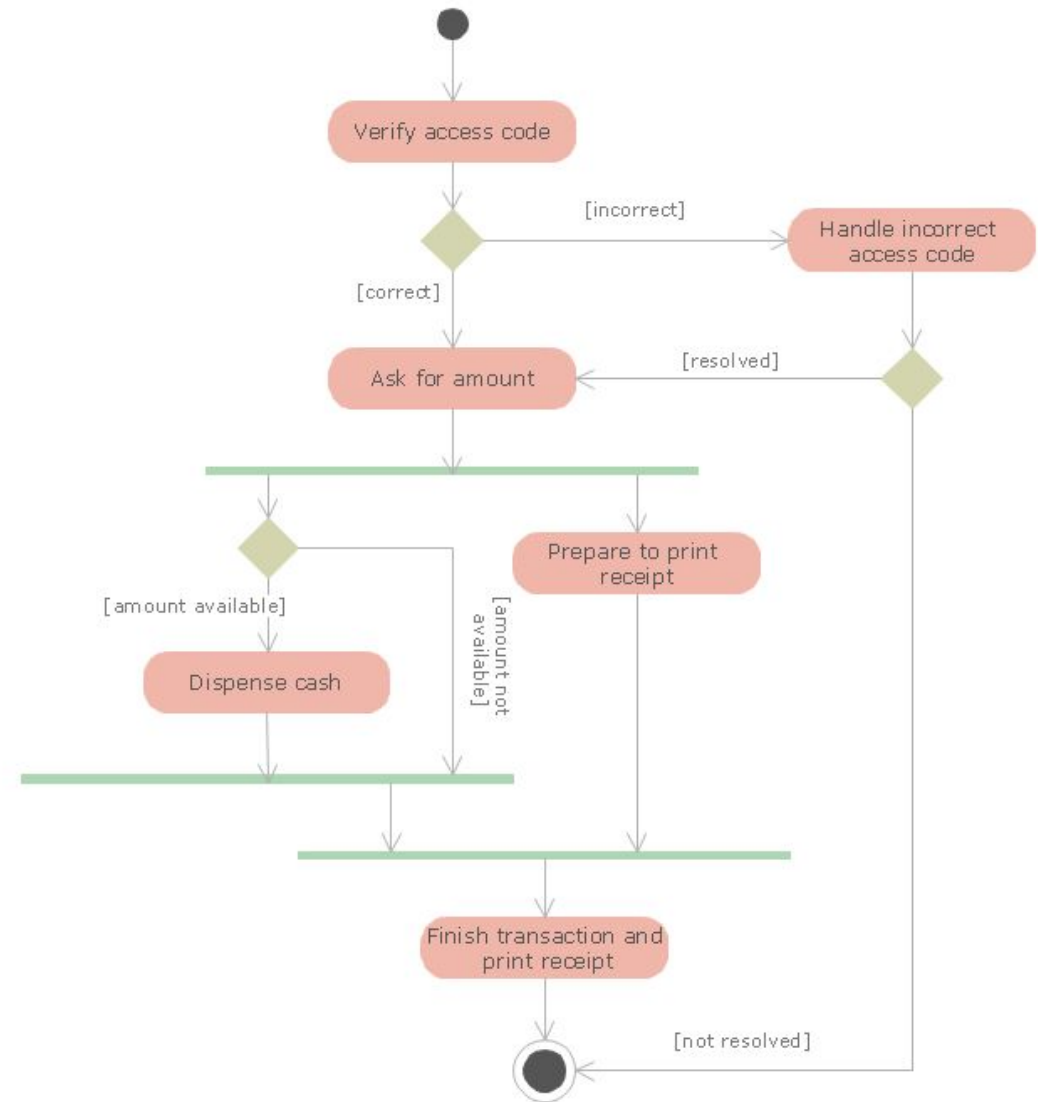 Verify access code
[incorrect]
Handle incorrect
access code
[correct]
[resolved]
Ask for amount
Prepare to print
receipt
[amount available]
[amount not
available]
Dispense cash
Finish transaction and
print receipt
[not resolved]